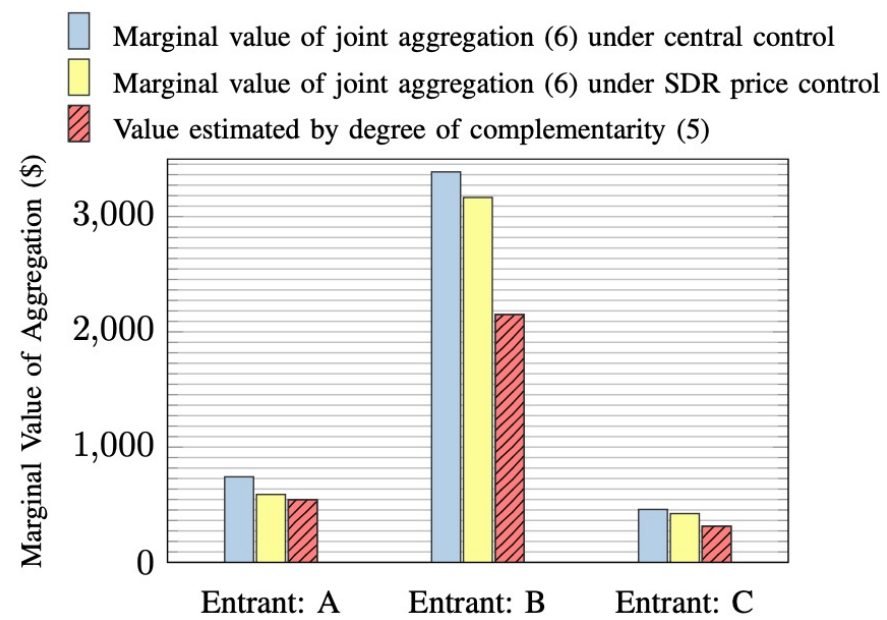 Marginal value of joint aggregation (6) under central control
Marginal value of joint aggregation (6) under SDR price control
Value estimated by degree of complementarity (5)
Marginal Value of Aggregation ($)
3,000
2,000
1,000
0
Entrant: A
Entrant: B
Entrant: C